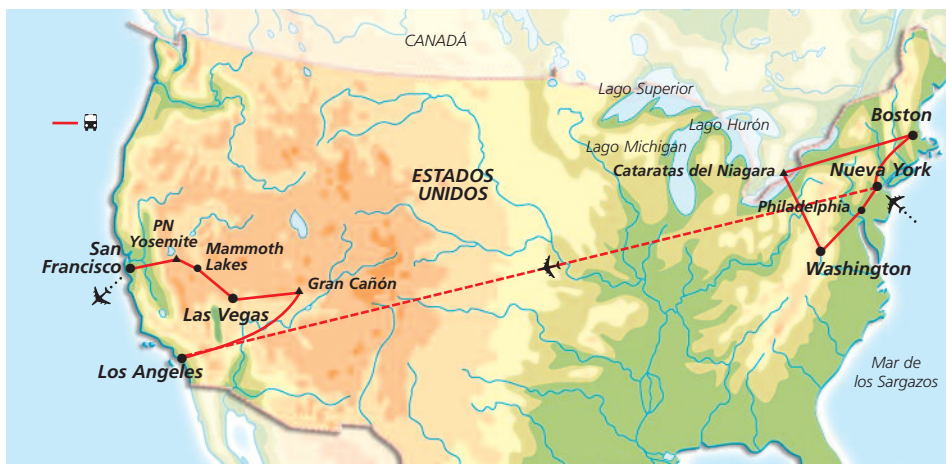 CANADÁ
Lago Superior
Lago Hurón
Lago Michigan
Boston
Cataratas del Niagara
Nueva York
Philadelphia
Washington
ESTADOS
UNIDOS
PN
Yosemite
San
Francisco
Mammoth
Lakes
Gran Cañón
Las Vegas
Los Angeles
Mar de
los Sargazos